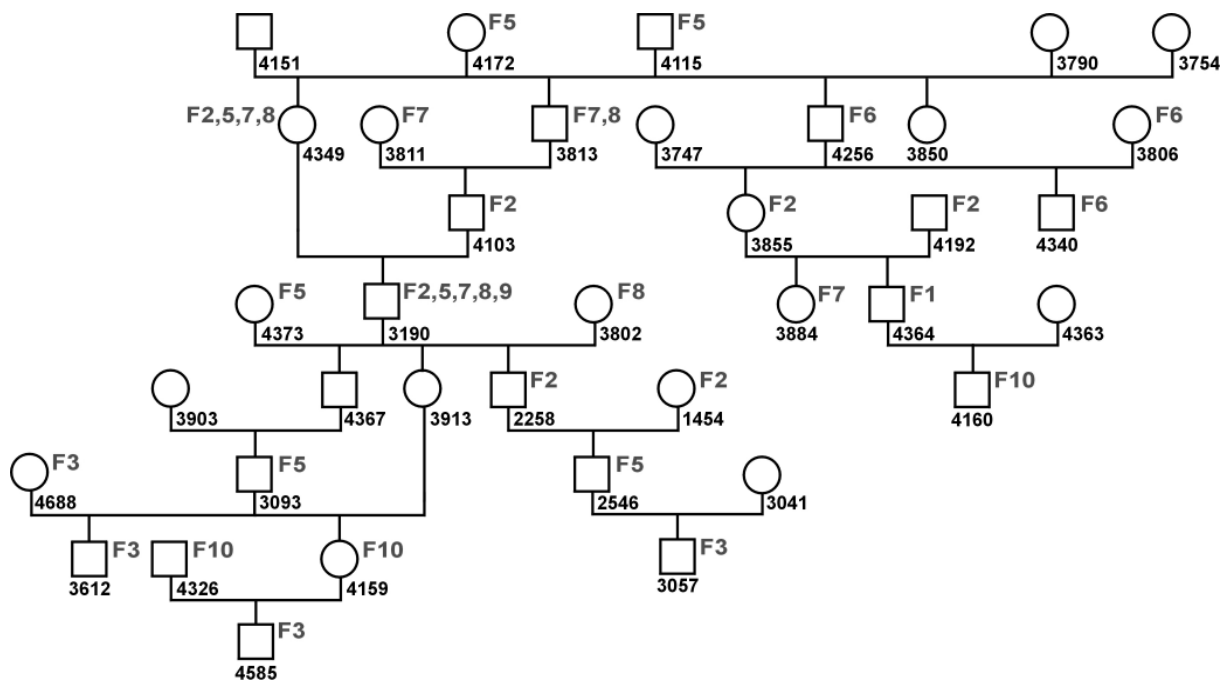 F5 F5
4151 4172 4115 3790 3754
F2,5,7,8 F7 F7,8 F6 F6
4349 3811 3813 3747 4256 3850 3806
F2 F2 F2 F6
4103 3855 4192 4340
F5 F2,5,7,8,9 F8 F7 F1
4373 3190 3802 3884 4364 4363
F2 F2 F10
3903 4367 3913 2258 1454 4160
F3 F5 F5
4688 3093 2546 3041
F3 F10 F10 F3
3612 4326 4159 3057
F3
4585